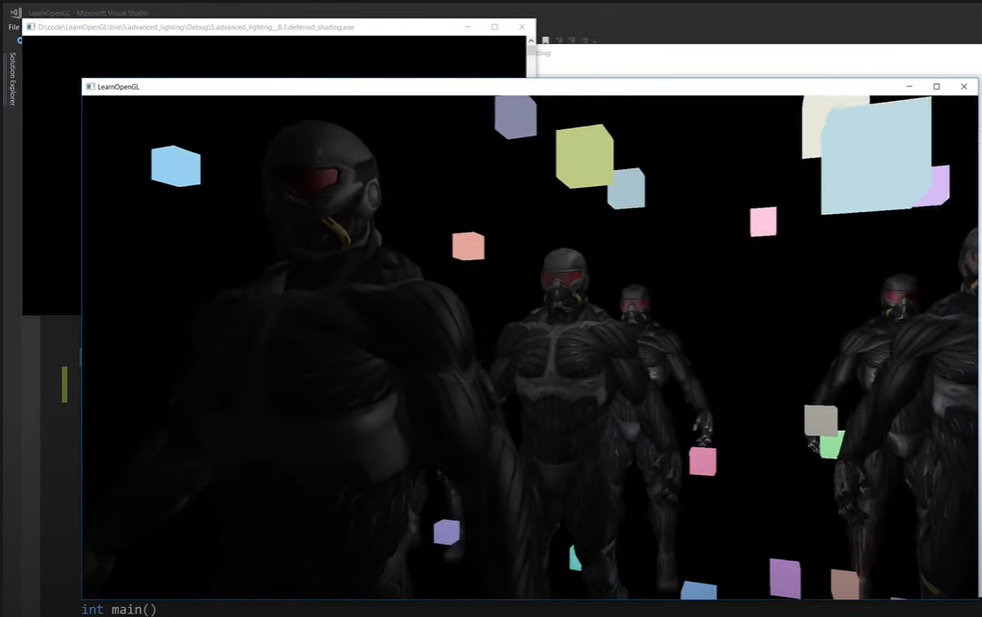 LearnOpenGL - Microsoft Visual Studio
File
D:\code\LearnOpenGL\bin\5.advanced_lighting\Debug\5.advanced_lighting__8.1.deferred_shading.exe
Solution Explorer
LearnOpenGL
int main()